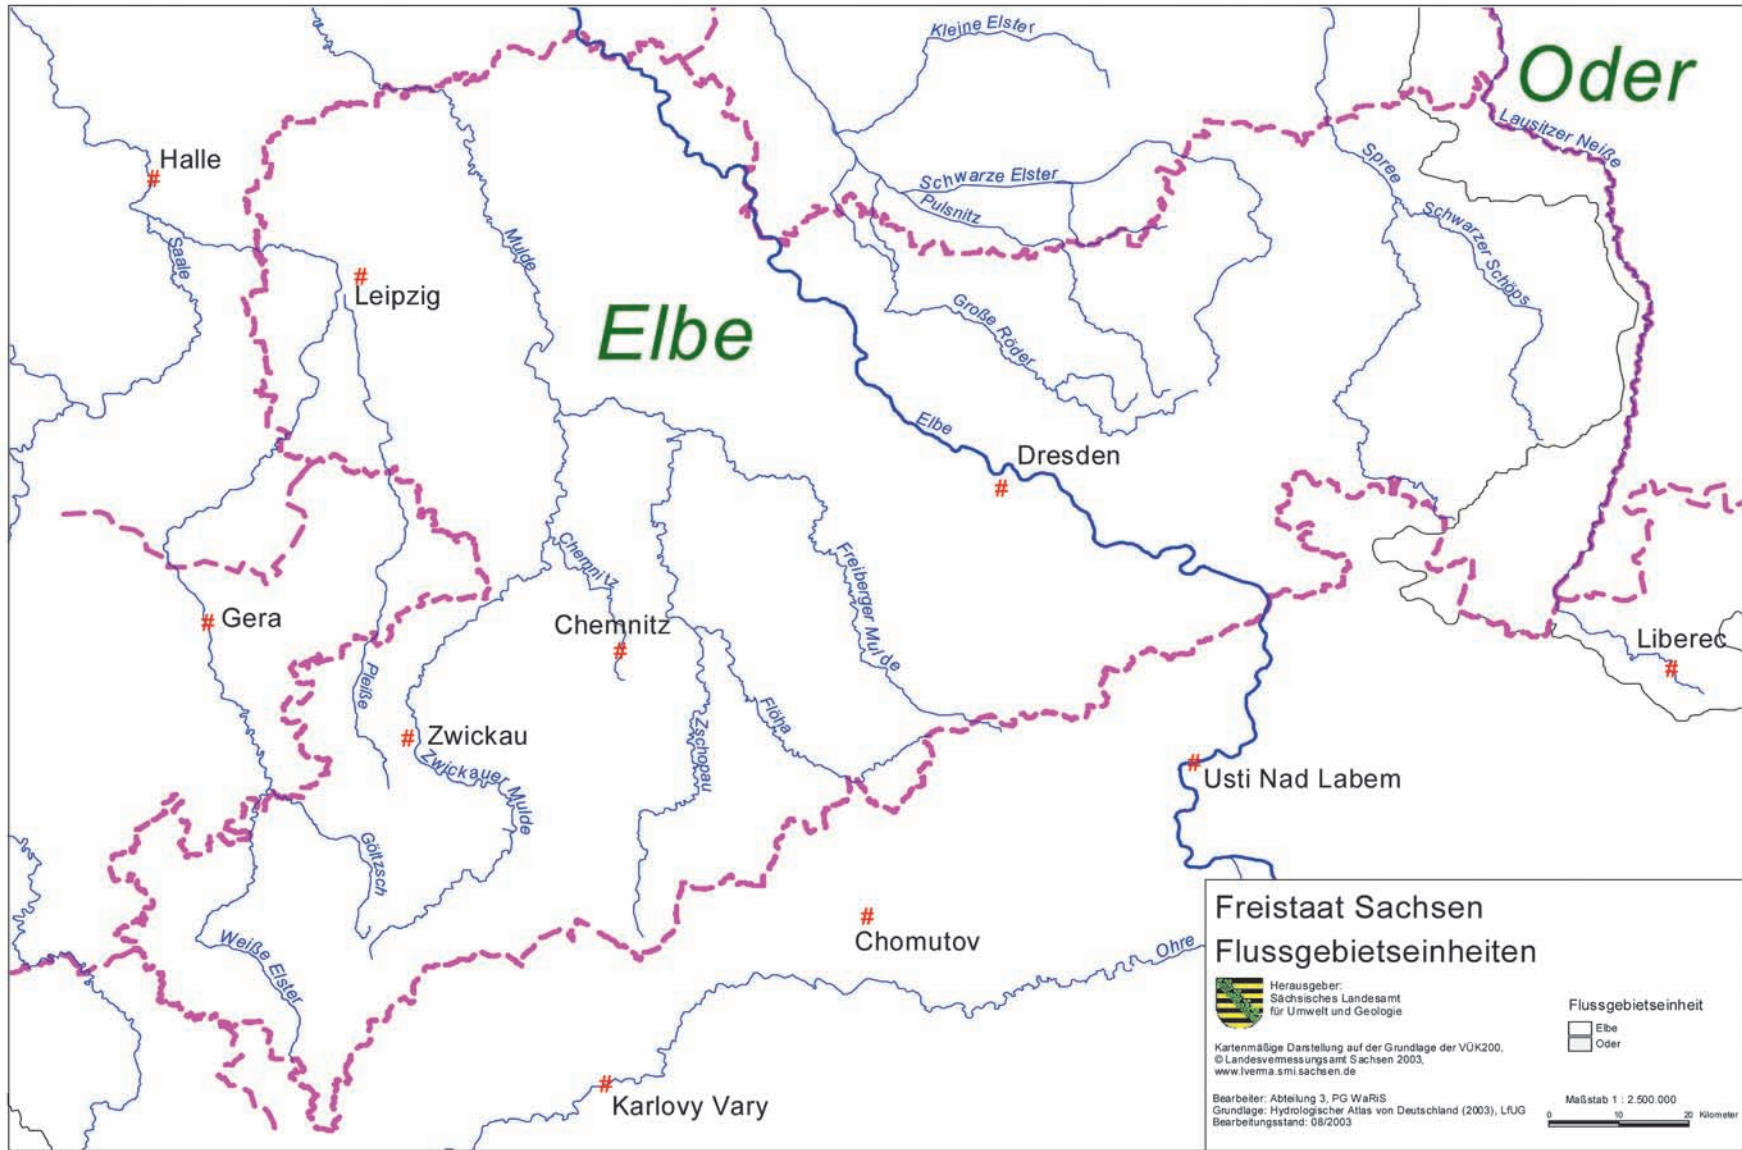 Kleine Elster
Oder
Lausitzer Neiße
Halle
Spree
Schwarze Elster
Pulsnitz
Schwarzer Schöps
Saale
Mulde
Leipzig
Elbe
Große Röder
Elbe
Dresden
Chemnitz
Freiberger Mulde
Gera
Chemnitz
Liberec
Pleiße
Flöha
Zschopau
Zwickau
Zwickauer Mulde
Usti Nad Labem
Göltzsch
Chomutov
Weiße Elster
Ohre
Karlovy Vary
Freistaat Sachsen
Flussgebietseinheiten
Herausgeber:
Sächsisches Landesamt
für Umwelt und Geologie
Flussgebietseinheit
Elbe
Oder
Kartenmäßige Darstellung auf der Grundlage der VÜK200,
© Landesvermessungsamt Sachsen 2003,
www.lverma.smi.sachsen.de
Bearbeiter: Abteilung 3, PG WaRiS
Grundlage: Hydrologischer Atlas von Deutschland (2003), LfUG
Bearbeitungsstand: 08/2003
Maßstab 1 : 2.500.000
0 10 20 Kilometer